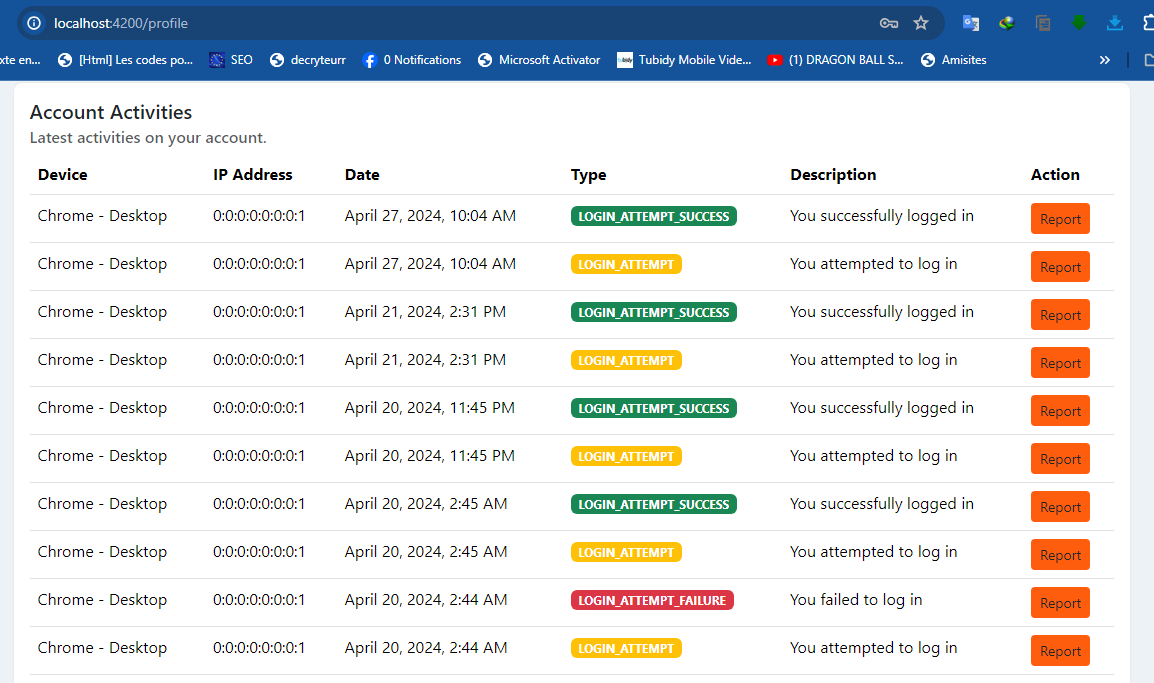 localhost:4200/profile
xte en...
[Html] Les codes po...
SEO
decryteurr
0 Notifications
Microsoft Activator
Tubidy Mobile Vide...
(1) DRAGON BALL S...
Amisites
Account Activities
Latest activities on your account.
Device IP Address Date Type Description Action
Chrome - Desktop 0:0:0:0:0:0:0:1 April 27, 2024, 10:04 AM LOGIN_ATTEMPT_SUCCESS You successfully logged in Report
Chrome - Desktop 0:0:0:0:0:0:0:1 April 27, 2024, 10:04 AM LOGIN_ATTEMPT You attempted to log in Report
Chrome - Desktop 0:0:0:0:0:0:0:1 April 21, 2024, 2:31 PM LOGIN_ATTEMPT_SUCCESS You successfully logged in Report
Chrome - Desktop 0:0:0:0:0:0:0:1 April 21, 2024, 2:31 PM LOGIN_ATTEMPT You attempted to log in Report
Chrome - Desktop 0:0:0:0:0:0:0:1 April 20, 2024, 11:45 PM LOGIN_ATTEMPT_SUCCESS You successfully logged in Report
Chrome - Desktop 0:0:0:0:0:0:0:1 April 20, 2024, 11:45 PM LOGIN_ATTEMPT You attempted to log in Report
Chrome - Desktop 0:0:0:0:0:0:0:1 April 20, 2024, 2:45 AM LOGIN_ATTEMPT_SUCCESS You successfully logged in Report
Chrome - Desktop 0:0:0:0:0:0:0:1 April 20, 2024, 2:45 AM LOGIN_ATTEMPT You attempted to log in Report
Chrome - Desktop 0:0:0:0:0:0:0:1 April 20, 2024, 2:44 AM LOGIN_ATTEMPT_FAILURE You failed to log in Report
Chrome - Desktop 0:0:0:0:0:0:0:1 April 20, 2024, 2:44 AM LOGIN_ATTEMPT You attempted to log in Report